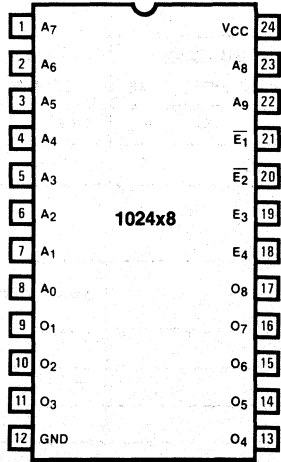 1 A7 VCC 24
2 A6 A8 23
3 A5 A9 22
4 A4 E̅1̅ 21
5 A3 E̅2̅ 20
6 A2 E3 19
1024x8
7 A1 E4 18
8 A0 O8 17
9 O1 O7 16
10 O2 O6 15
11 O3 O5 14
12 GND O4 13